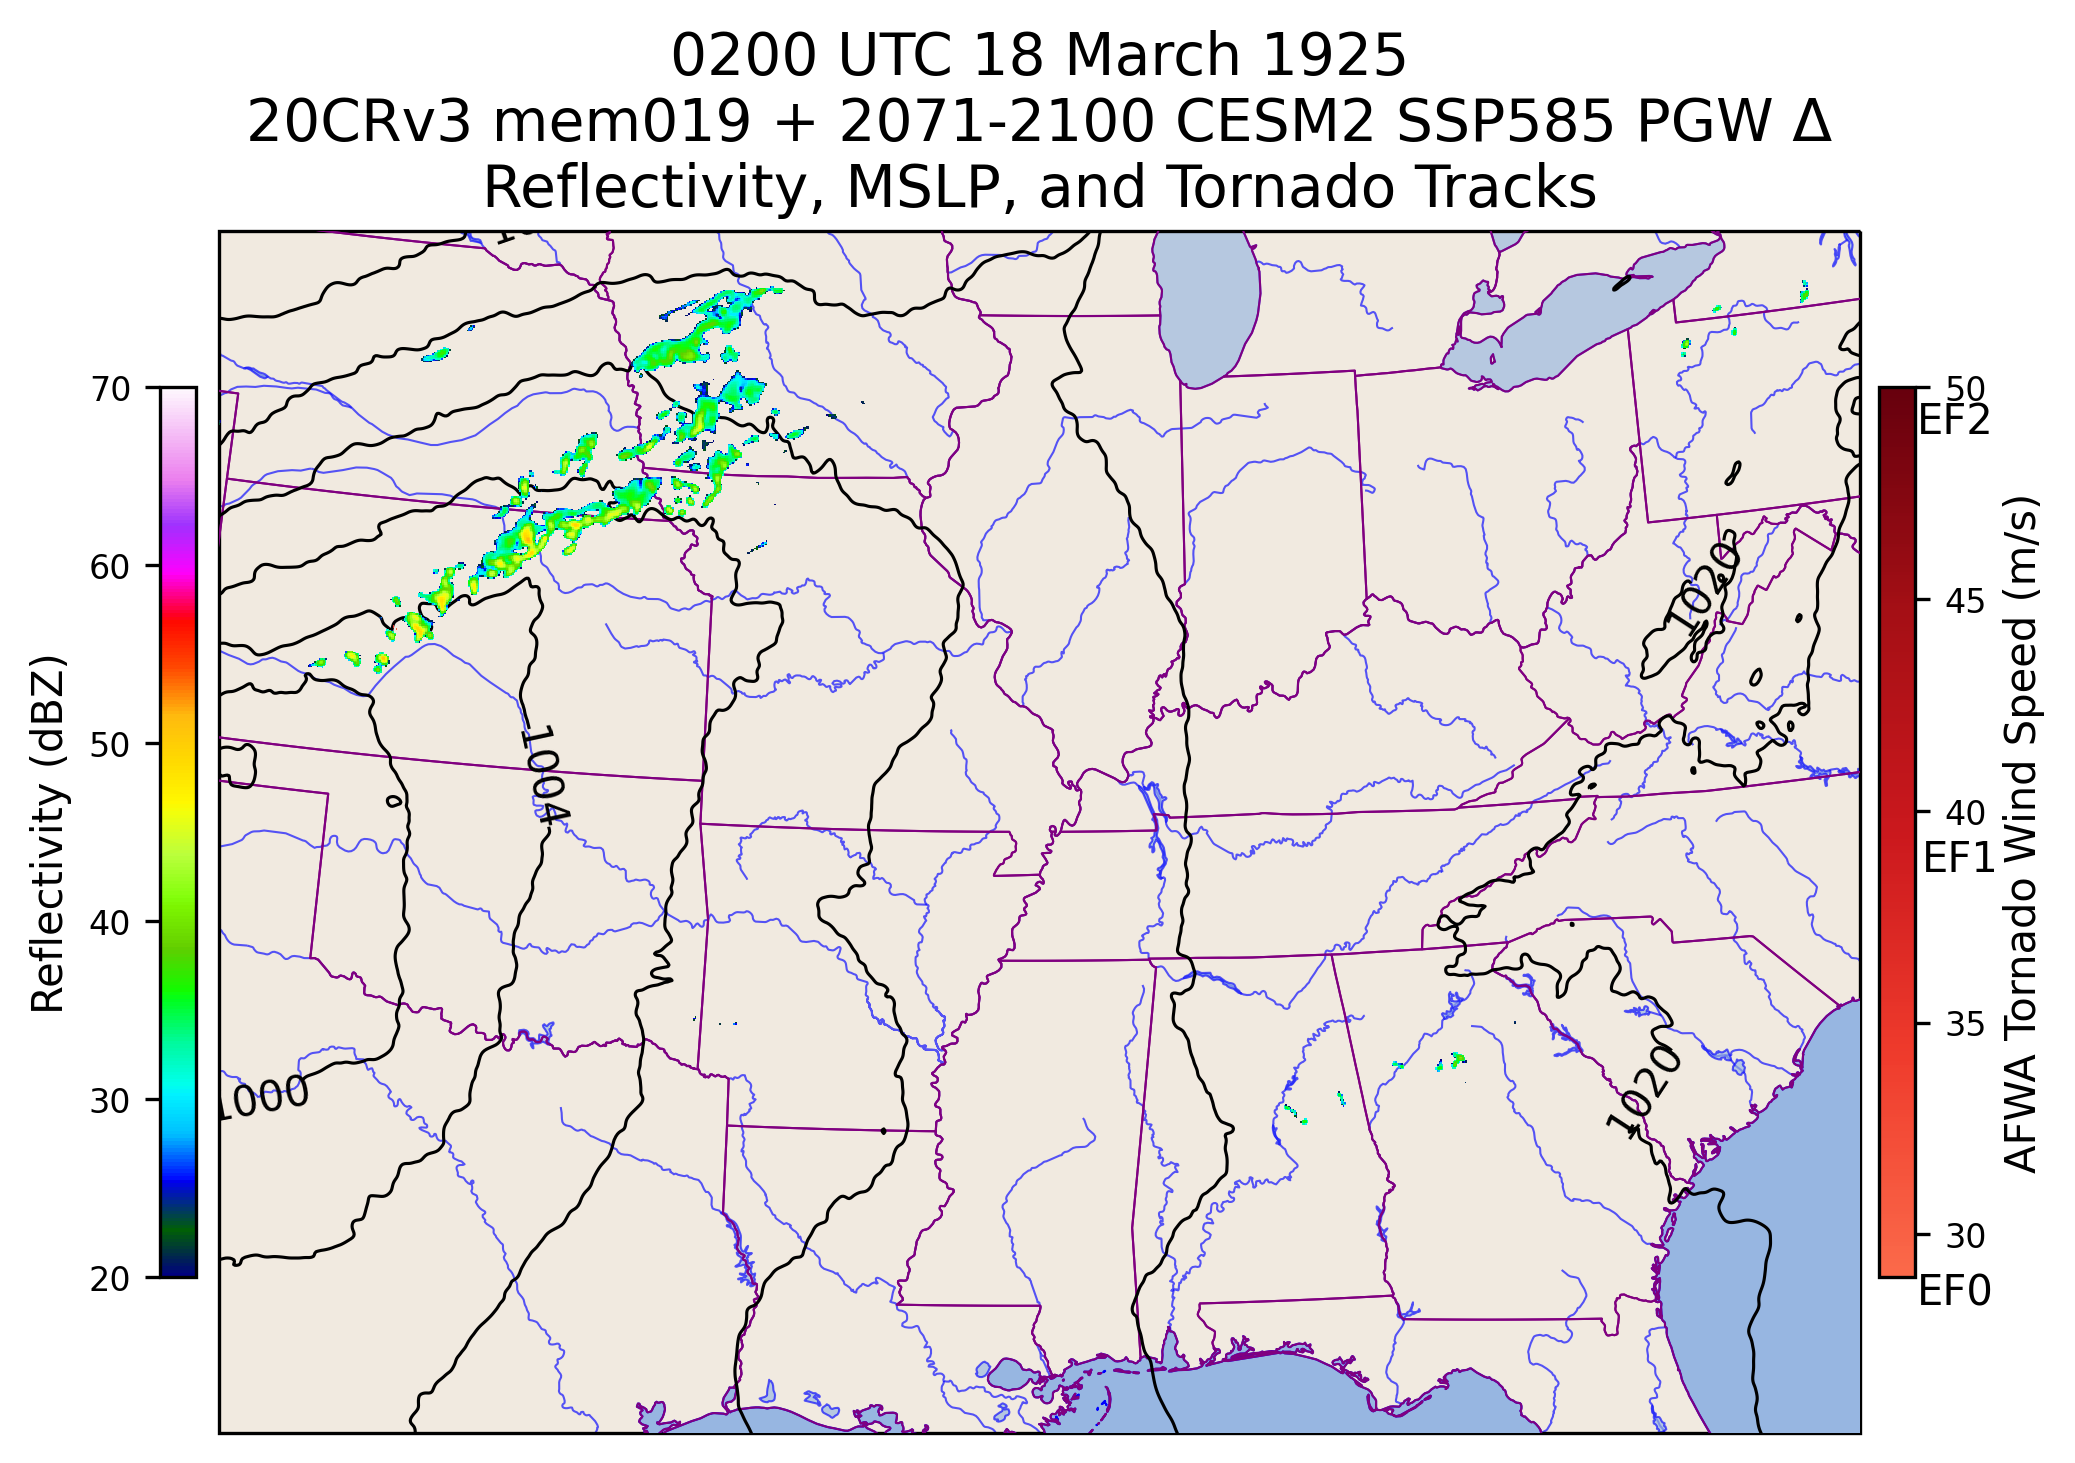 0200 UTC 18 March 1925
20CRv3 mem019 + 2071-2100 CESM2 SSP585 PGW Δ
Reflectivity, MSLP, and Tornado Tracks
70
60
50
40
30
20
Reflectivity (dBZ)
1004
1000
1020
1020
50
EF2
45
40
EF1
35
30
EF0
AFWA Tornado Wind Speed (m/s)